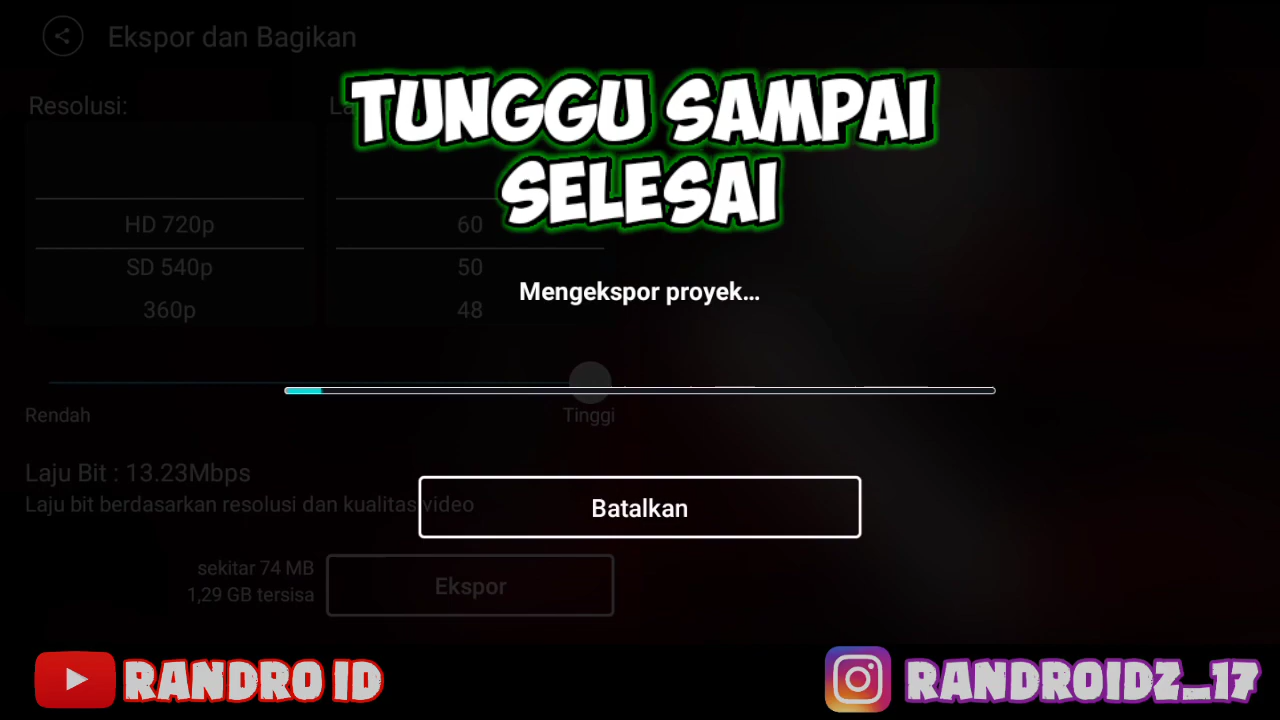 Ekspor dan Bagikan
TUNGGU SAMPAI
SELESAI
Resolusi:
La
HD 720p
60
SD 540p
50
360p
48
Mengekspor proyek...
Rendah
Tinggi
Laju Bit : 13.23Mbps
Laju bit berdasarkan resolusi dan kualitas video
Batalkan
sekitar 74 MB
1,29 GB tersisa
Ekspor
RANDRO ID
RANDROIDZ_17